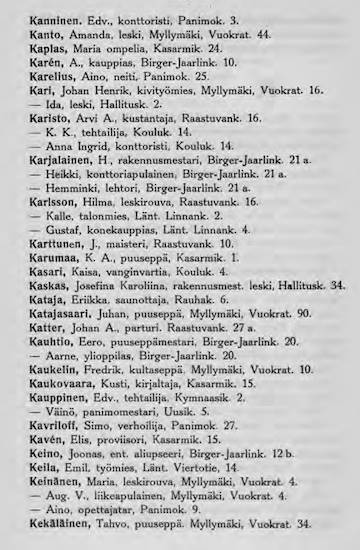 Kanninen. Edv., konttoristi, Panimok. 3.
Kanto, Amanda, leski, Myllymäki, Vuokrat. 44.
Kaplas, Maria ompelia, Kasarmik. 24.
Karén, A., kauppias, Birger-Jaarlink. 10.
Karelius, Aino, neiti, Panimok. 25.
Kari, Johan Henrik, kivityömies, Myllymäki, Vuokrat. 16.
— Ida, leski, Hallitusk. 2.
Karisto, Arvi A., kustantaja, Raastuvank. 16.
— K. K., tehtailija, Kouluk. 14.
— Anna Ingrid, konttoristi, Kouluk. 14.
Karjalainen, H., rakennusmestari, Birger-Jaarlink. 21 a.
— Heikki, konttoriapulainen, Birger-Jaarlink. 21 a.
— Hemminki, lehtori, Birger-Jaarlink. 21 a.
Karlsson, Hilma, leskirouva, Raastuvank. 16.
— Kalle, talonmies, Länt. Linnank. 2.
— Gustaf, konekauppias, Länt. Linnank. 4.
Karttunen, J., maisteri, Raastuvank. 10.
Karumaa, K. A., puuseppä, Kasarmik. 1.
Kasari, Kaisa, vanginvartia, Kouluk. 4.
Kaskas, Josefina Karoliina, rakennusmest. leski, Hallitusk. 34.
Kataja, Eriikka, saunottaja, Rauhak. 6.
Katajasaari, Juhan, puuseppä, Myllymäki, Vuokrat. 90.
Katter, Johan A., parturi. Raastuvank. 27 a.
Kauhtio, Eero, puuseppämestari, Birger-Jaarlink. 20.
— Aarne, ylioppilas, Birger-Jaarlink. 20.
Kaukelin, Fredrik, kultaseppä. Myllymäki, Vuokrat. 10.
Kaukovaara, Kusti, kirjaltaja, Kasarmik. 15.
Kauppinen, Edv., tehtailija. Kymnaasik. 2.
— Väinö, panimomestari, Uusik. 5.
Kavriloff, Simo, verhoilija, Panimok. 27.
Kavén, Elis, proviisori, Kasarmik. 15.
Keino, Joonas, ent. aliupseeri, Birger-Jaarlink. 12 b.
Keila, Emil, työmies, Länt. Viertotie, 14.
Keinänen, Maria, leskirouva, Myllymäki, Vuokrat. 4.
— Aug. V., liikeapulainen, Myllymäki, Vuokrat. 4.
— Aino, opettajatar, Panimok. 9.
Kekäläinen, Tahvo, puuseppä. Myllymäki, Vuokrat. 34.